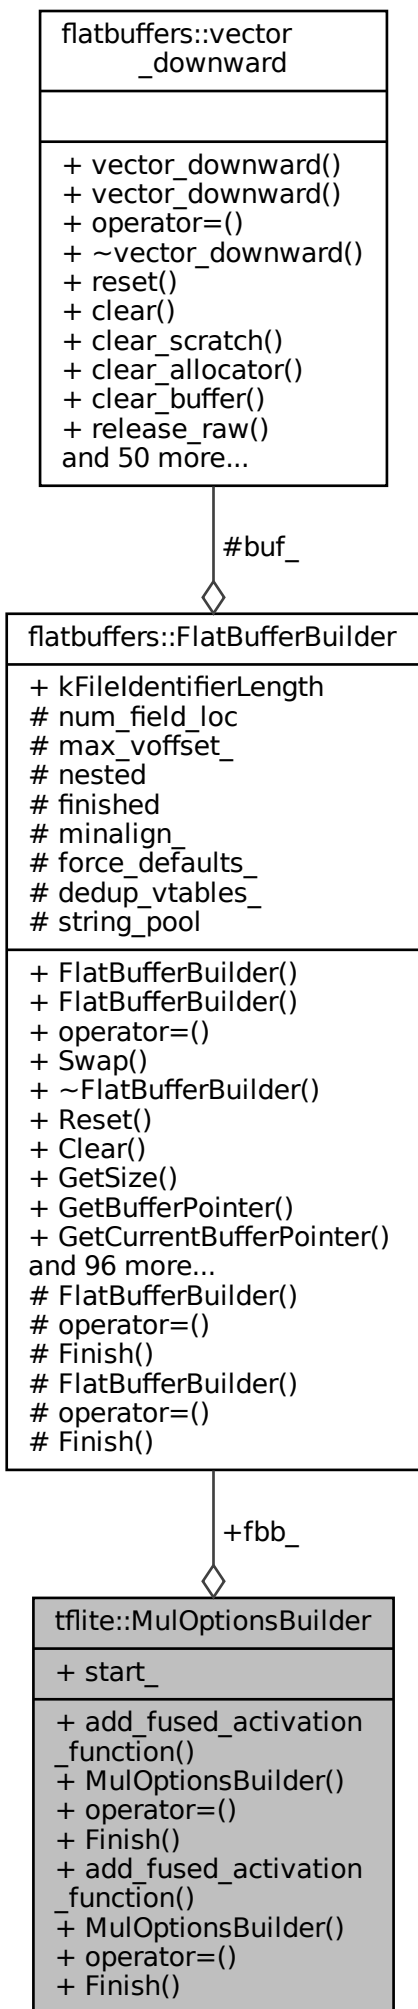 flatbuffers::vector
_downward
+ vector_downward()
+ vector_downward()
+ operator=()
+ ~vector_downward()
+ reset()
+ clear()
+ clear_scratch()
+ clear_allocator()
+ clear_buffer()
+ release_raw()
and 50 more...
#buf_
flatbuffers::FlatBufferBuilder
+ kFileIdentifierLength
# num_field_loc
# max_voffset_
# nested
# finished
# minalign_
# force_defaults_
# dedup_vtables_
# string_pool
+ FlatBufferBuilder()
+ FlatBufferBuilder()
+ operator=()
+ Swap()
+ ~FlatBufferBuilder()
+ Reset()
+ Clear()
+ GetSize()
+ GetBufferPointer()
+ GetCurrentBufferPointer()
and 96 more...
# FlatBufferBuilder()
# operator=()
# Finish()
# FlatBufferBuilder()
# operator=()
# Finish()
+fbb_
tflite::MulOptionsBuilder
+ start_
+ add_fused_activation
_function()
+ MulOptionsBuilder()
+ operator=()
+ Finish()
+ add_fused_activation
_function()
+ MulOptionsBuilder()
+ operator=()
+ Finish()